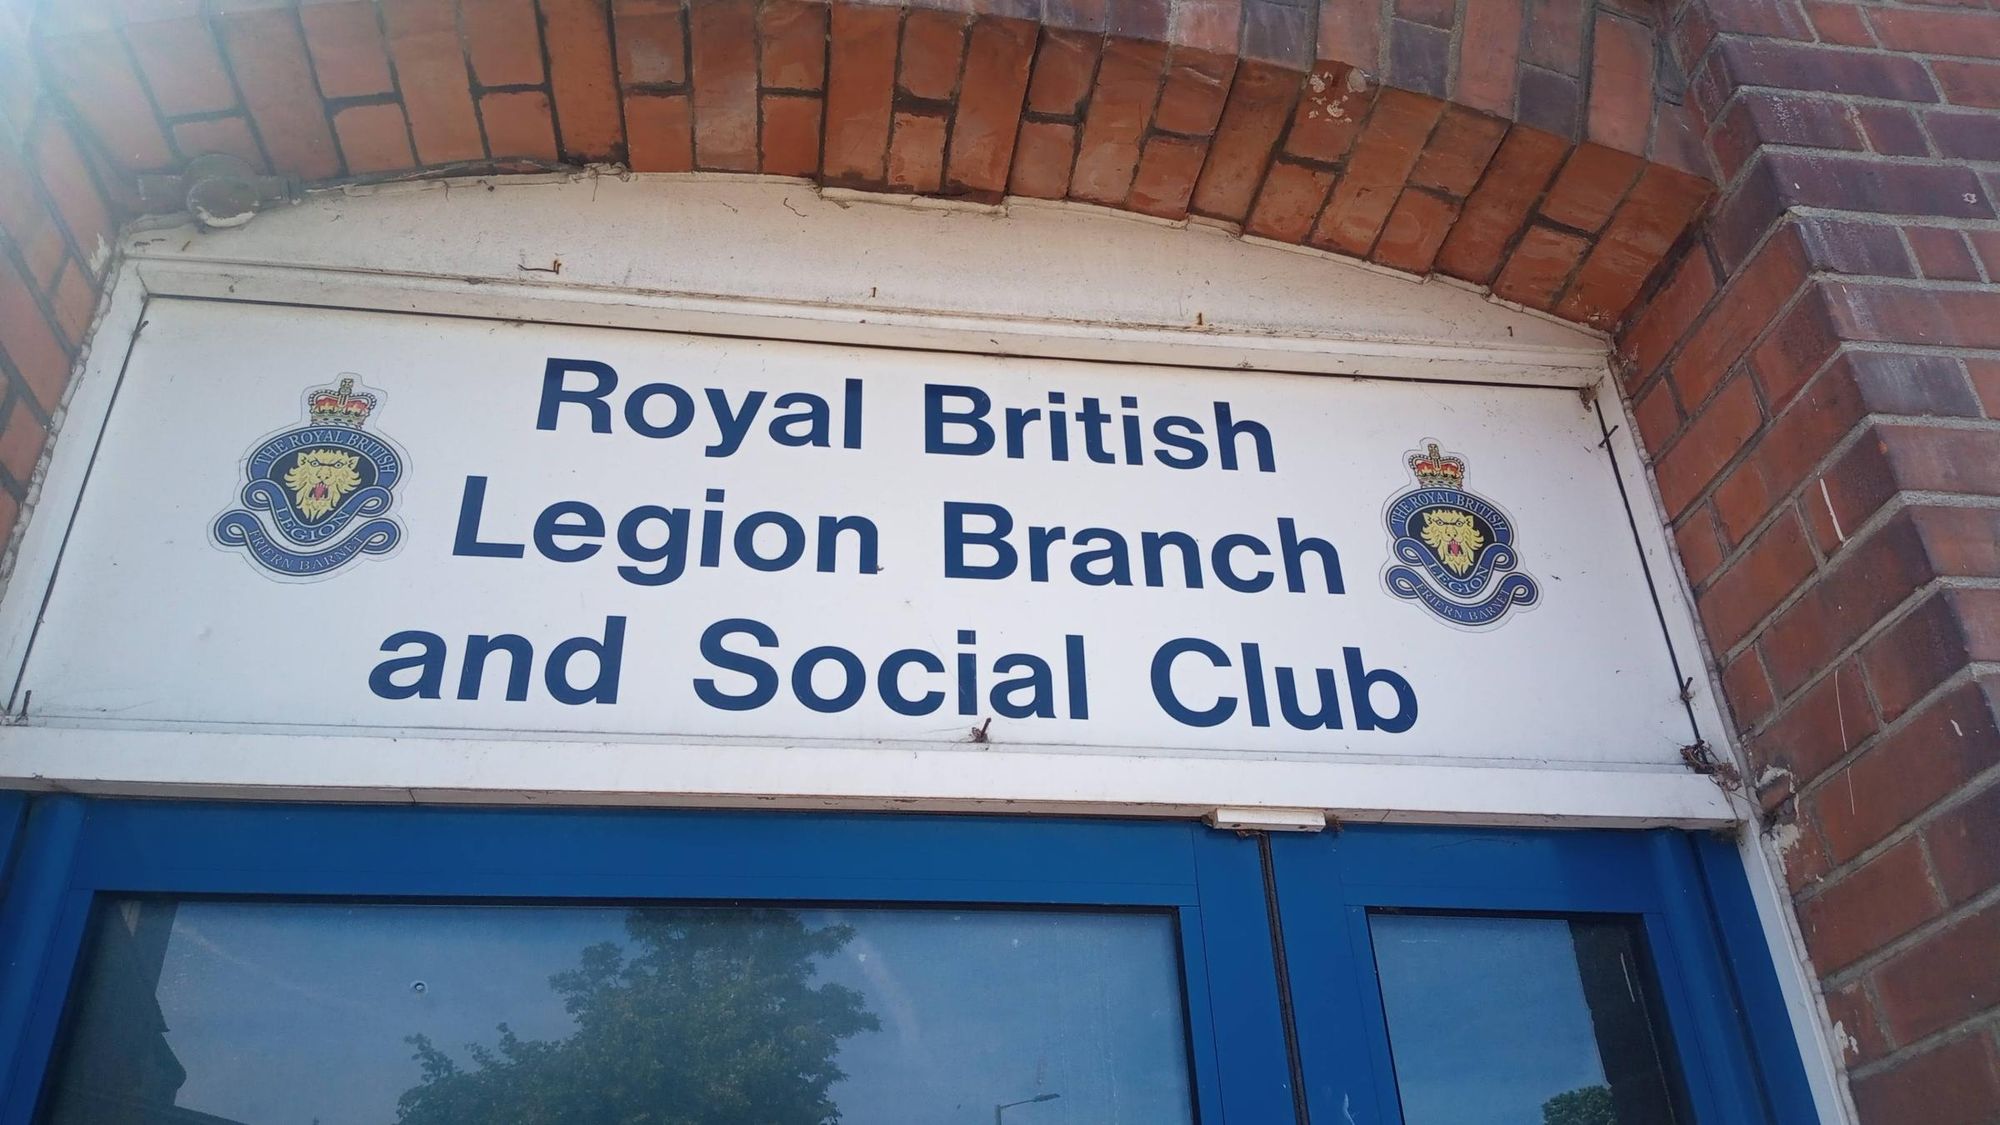 Royal British
Legion Branch
and Social Club
THE ROYAL BRITISH
LEGION
FRIERN BARNET
THE ROYAL BRITISH
LEGION
FRIERN BARNET